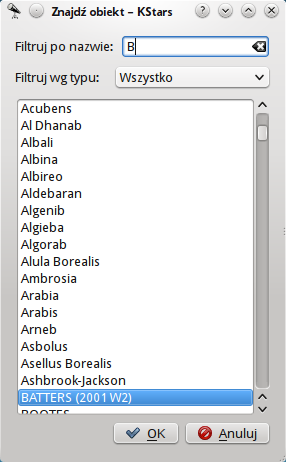 Znajdź obiekt – KStars
Filtruj po nazwie: B
Filtruj wg typu: Wszystko
Acubens
Al Dhanab
Albali
Albina
Albireo
Aldebaran
Algenib
Algieba
Algorab
Alula Borealis
Ambrosia
Arabia
Arabis
Arneb
Asbolus
Asellus Borealis
Ashbrook-Jackson
BATTERS (2001 W2)
BOOTES
OK Anuluj